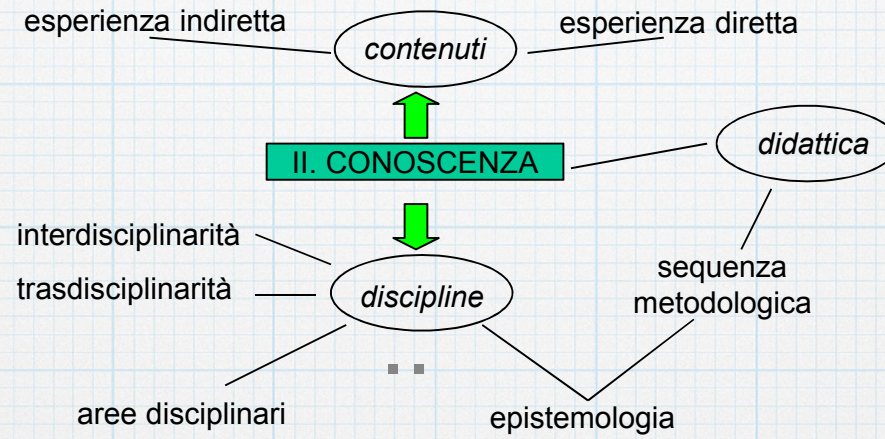 esperienza indiretta
esperienza diretta
contenuti
II. CONOSCENZA
didattica
interdisciplinarità
trasdisciplinarità
discipline
sequenza
metodologica
aree disciplinari
epistemologia